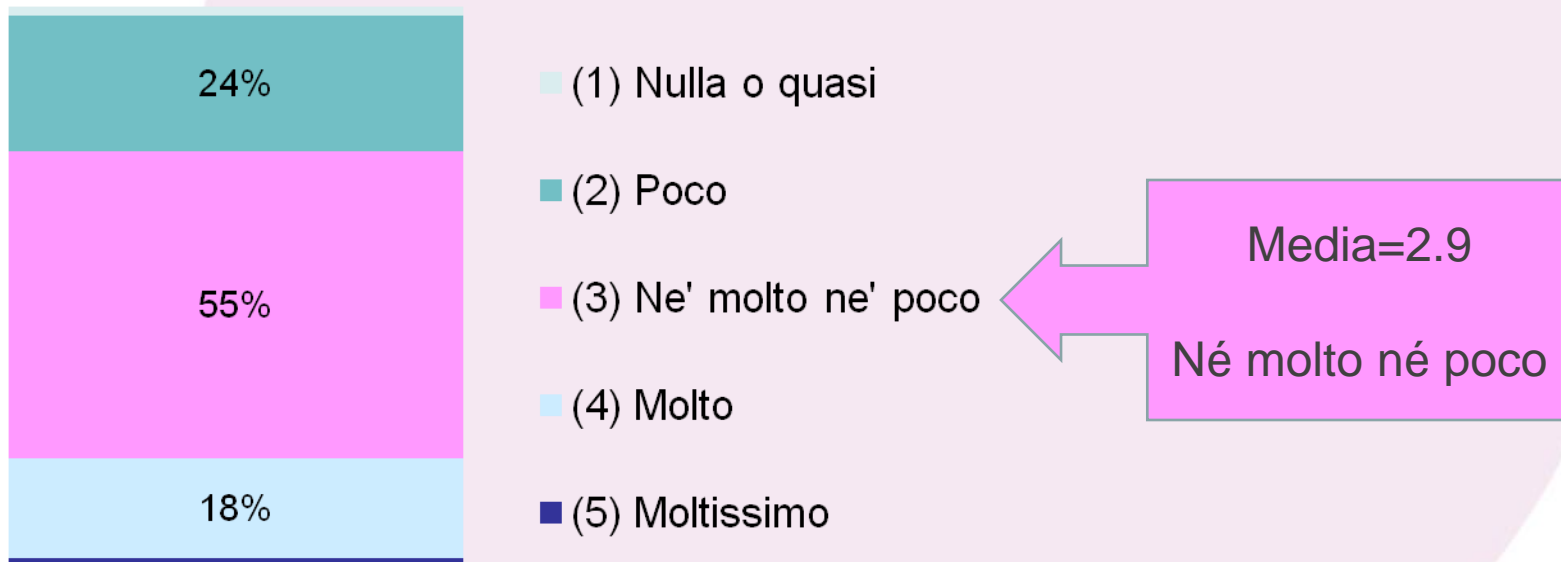 24%
55%
18%
(1) Nulla o quasi
(2) Poco
(3) Ne' molto ne' poco
(4) Molto
(5) Moltissimo
Media=2.9
Né molto né poco